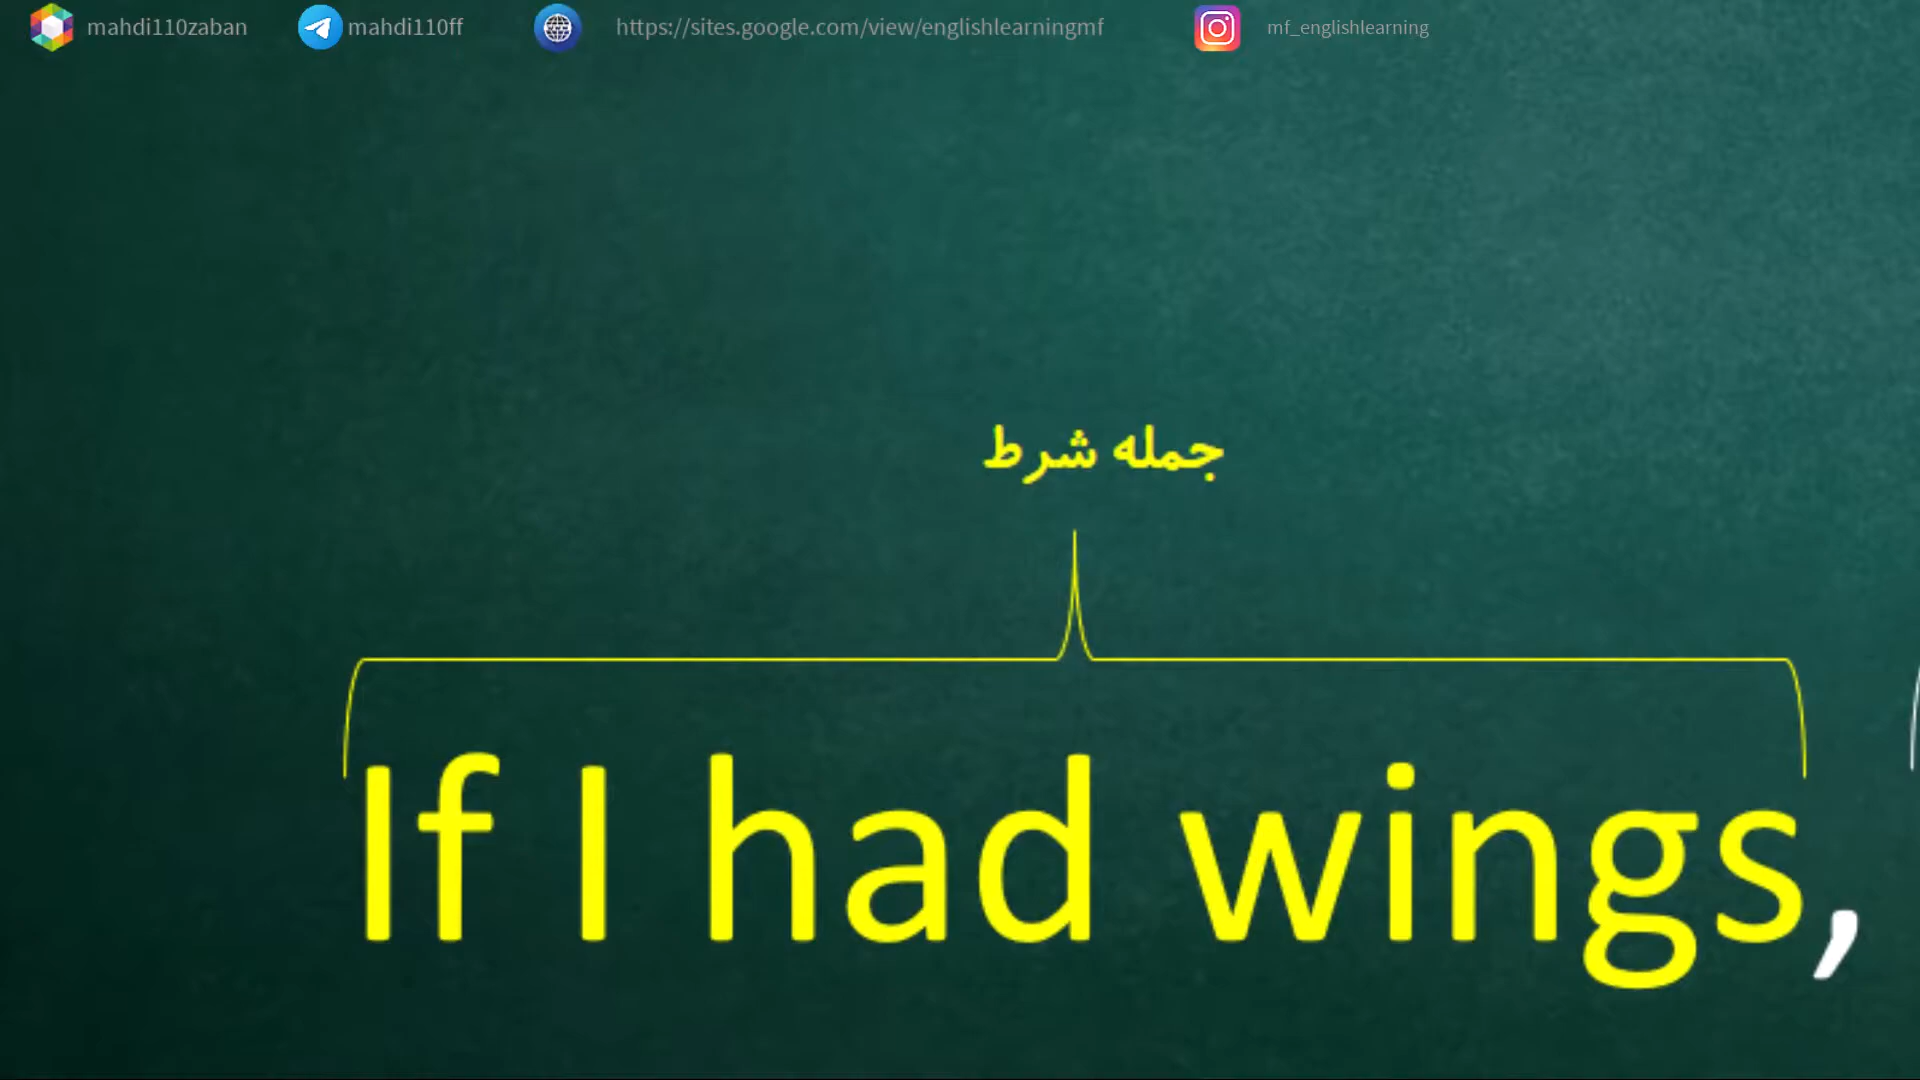 mahdi110zaban mahdi110ff https://sites.google.com/view/englishlearningmf mf_englishlearning
جمله شرط
If I had wings,